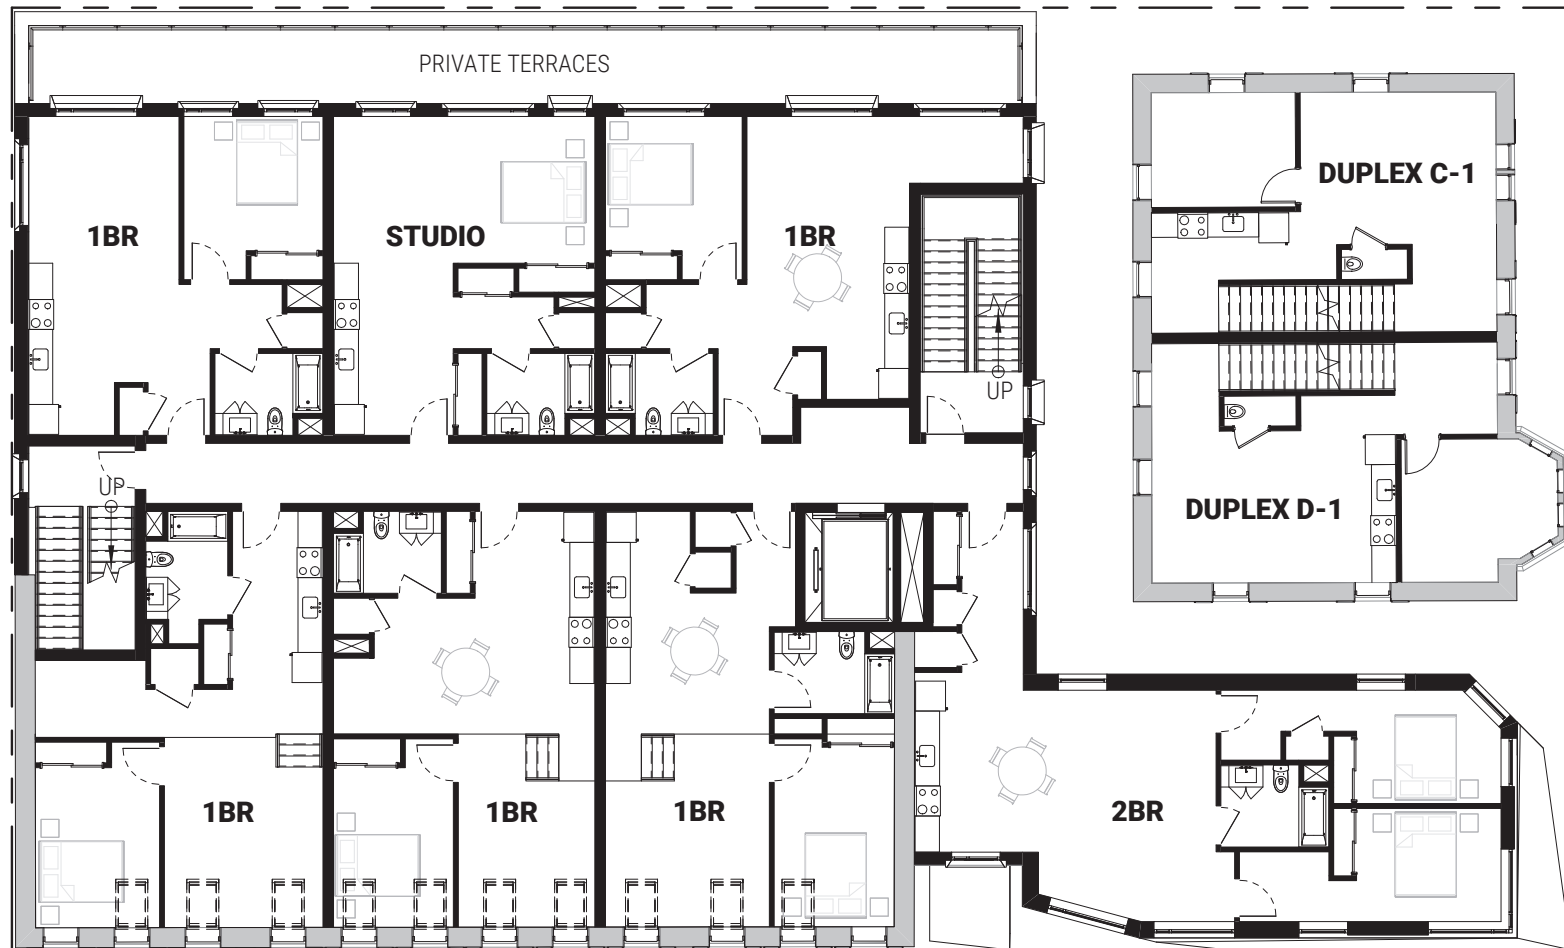 PRIVATE TERRACES
DUPLEX C-1
1BR
STUDIO
1BR
UP
UP
DUPLEX D-1
1BR
1BR
1BR
2BR